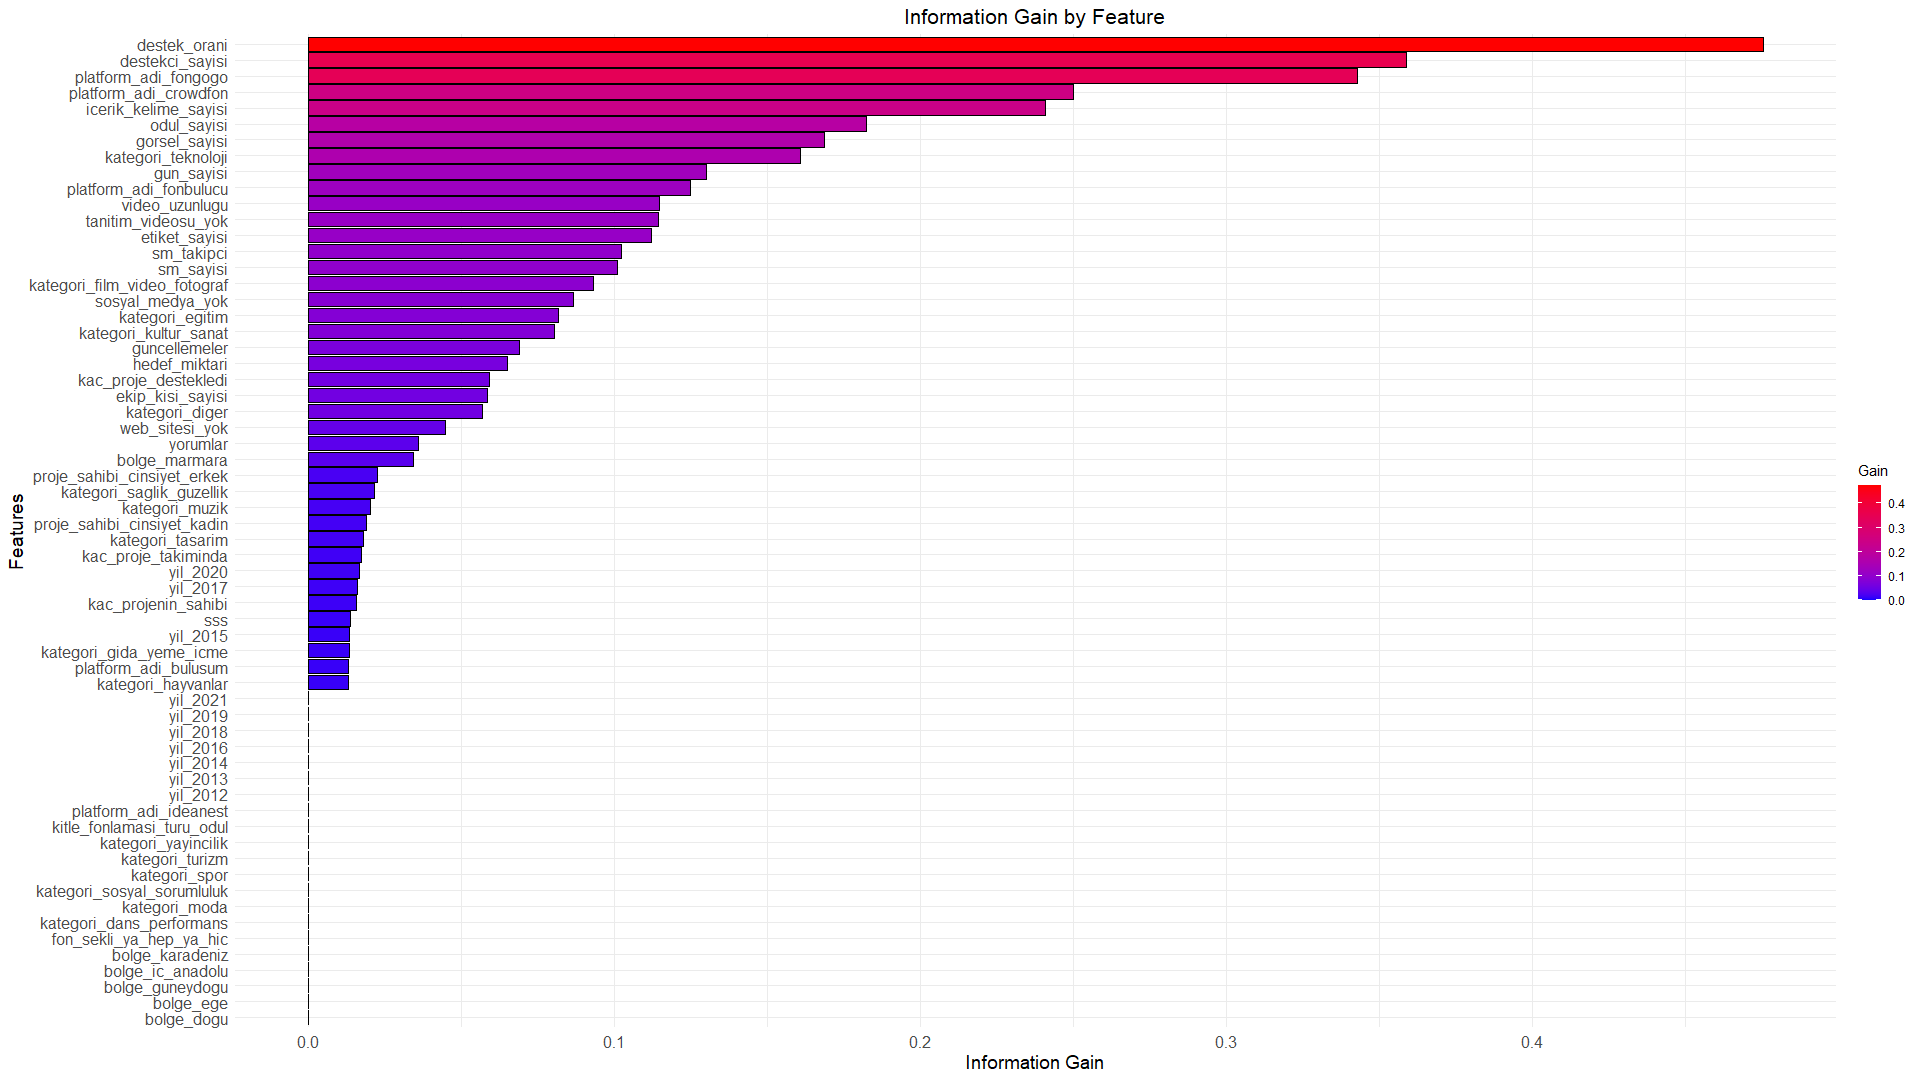 Information Gain by Feature
destek_orani
destekci_sayisi
platform_adi_fongogo
platform_adi_crowdfon
icerik_kelime_sayisi
odul_sayisi
gorsel_sayisi
kategori_teknoloji
gun_sayisi
platform_adi_fonbulucu
video_uzunlugu
tanitim_videosu_yok
etiket_sayisi
sm_takipci
sm_sayisi
kategori_film_video_fotograf
sosyal_medya_yok
kategori_egitim
kategori_kultur_sanat
guncellemeler
hedef_miktari
kac_proje_destekledi
ekip_kisi_sayisi
kategori_diger
web_sitesi_yok
yorumlar
bolge_marmara
proje_sahibi_cinsiyet_erkek
kategori_saglik_guzellik
kategori_muzik
proje_sahibi_cinsiyet_kadin
kategori_tasarim
kac_proje_takiminda
yil_2020
yil_2017
kac_projenin_sahibi
sss
yil_2015
kategori_gida_yeme_icme
platform_adi_bulusum
kategori_hayvanlar
yil_2021
yil_2019
yil_2018
yil_2016
yil_2014
yil_2013
yil_2012
platform_adi_ideanest
kitle_fonlamasi_turu_odul
kategori_yayincilik
kategori_turizm
kategori_spor
kategori_sosyal_sorumluluk
kategori_moda
kategori_dans_performans
fon_sekli_ya_hep_ya_hic
bolge_karadeniz
bolge_ic_anadolu
bolge_guneydogu
bolge_ege
bolge_dogu
Features
0.0 0.1 0.2 0.3 0.4
Information Gain
Gain
0.4
0.3
0.2
0.1
0.0